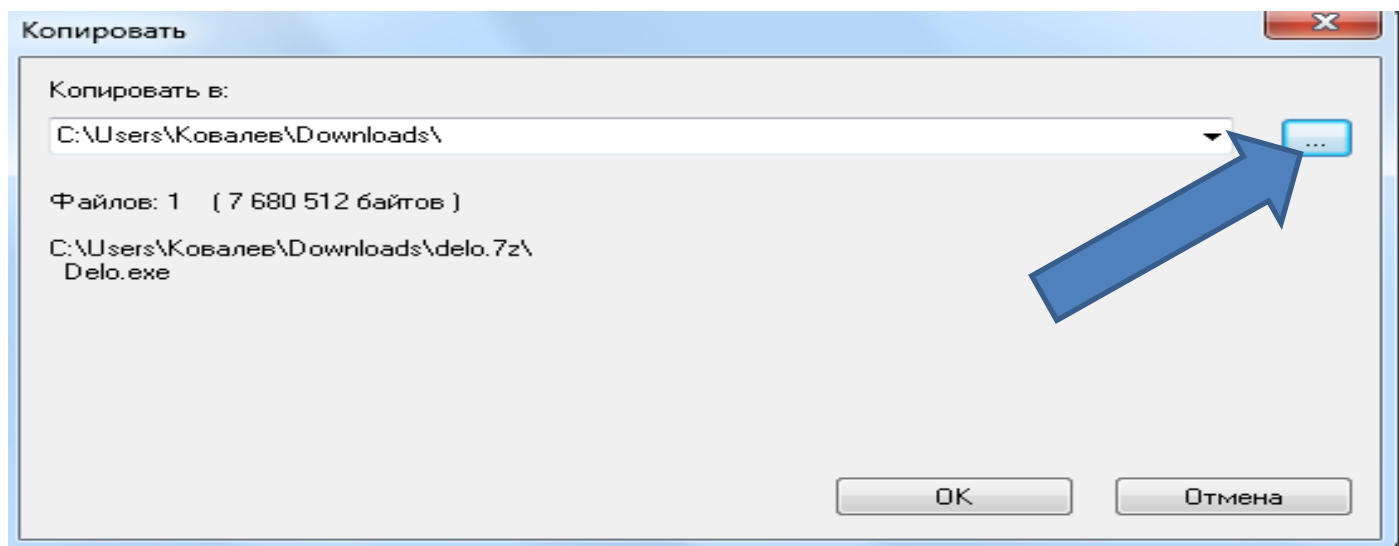 Копировать
Копировать в:
C:\Users\Ковалев\Downloads\
...
Файлов: 1 ( 7 680 512 байтов )
C:\Users\Ковалев\Downloads\delo.7z\
Delo.exe
OK
Отмена